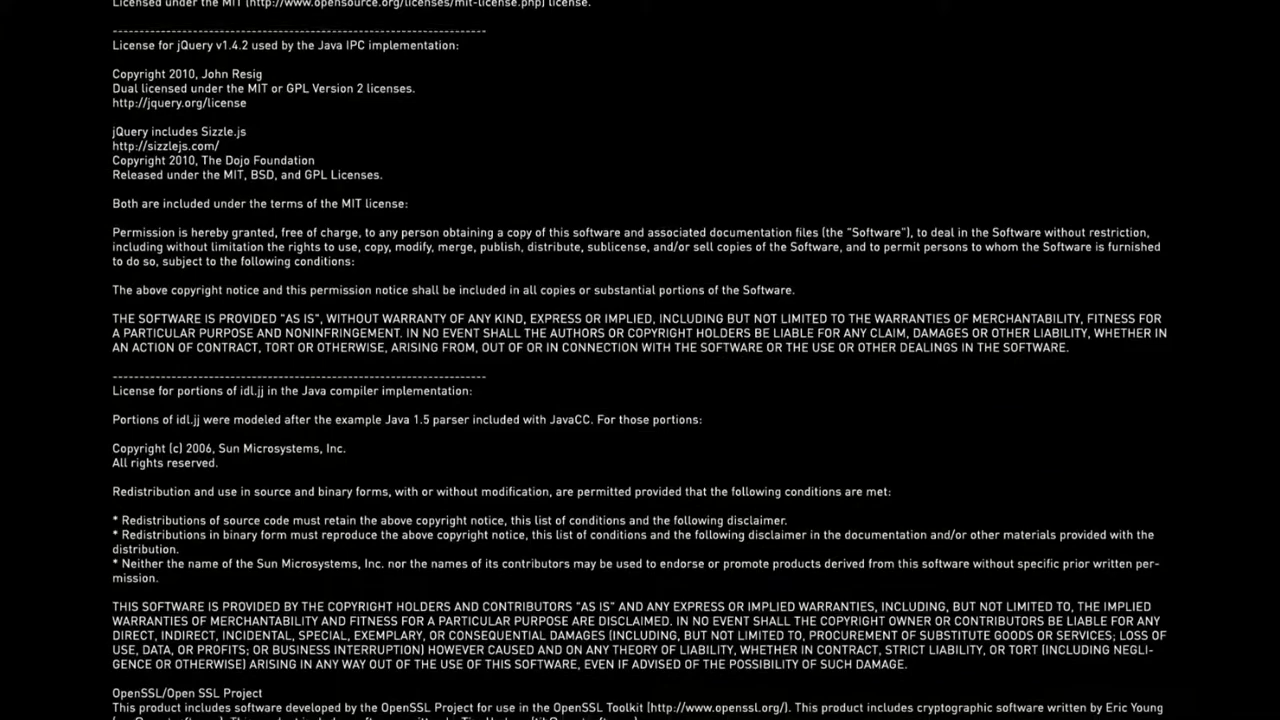 Licensed under the MIT (http://www.opensource.org/licenses/mit-license.php) license.
--------------------------------------------------------------------------------
License for jQuery v1.4.2 used by the Java IPC implementation:
Copyright 2010, John Resig
Dual licensed under the MIT or GPL Version 2 licenses.
http://jquery.org/license
jQuery includes Sizzle.js
http://sizzlejs.com/
Copyright 2010, The Dojo Foundation
Released under the MIT, BSD, and GPL Licenses.
Both are included under the terms of the MIT license:
Permission is hereby granted, free of charge, to any person obtaining a copy of this software and associated documentation files (the "Software"), to deal in the Software without restriction,
including without limitation the rights to use, copy, modify, merge, publish, distribute, sublicense, and/or sell copies of the Software, and to permit persons to whom the Software is furnished
to do so, subject to the following conditions:
The above copyright notice and this permission notice shall be included in all copies or substantial portions of the Software.
THE SOFTWARE IS PROVIDED "AS IS", WITHOUT WARRANTY OF ANY KIND, EXPRESS OR IMPLIED, INCLUDING BUT NOT LIMITED TO THE WARRANTIES OF MERCHANTABILITY, FITNESS FOR
A PARTICULAR PURPOSE AND NONINFRINGEMENT. IN NO EVENT SHALL THE AUTHORS OR COPYRIGHT HOLDERS BE LIABLE FOR ANY CLAIM, DAMAGES OR OTHER LIABILITY, WHETHER IN
AN ACTION OF CONTRACT, TORT OR OTHERWISE, ARISING FROM, OUT OF OR IN CONNECTION WITH THE SOFTWARE OR THE USE OR OTHER DEALINGS IN THE SOFTWARE.
--------------------------------------------------------------------------------
License for portions of idl.jj in the Java compiler implementation:
Portions of idl.jj were modeled after the example Java 1.5 parser included with JavaCC. For those portions:
Copyright (c) 2006, Sun Microsystems, Inc.
All rights reserved.
Redistribution and use in source and binary forms, with or without modification, are permitted provided that the following conditions are met:
* Redistributions of source code must retain the above copyright notice, this list of conditions and the following disclaimer.
* Redistributions in binary form must reproduce the above copyright notice, this list of conditions and the following disclaimer in the documentation and/or other materials provided with the
distribution.
* Neither the name of the Sun Microsystems, Inc. nor the names of its contributors may be used to endorse or promote products derived from this software without specific prior written per-
mission.
THIS SOFTWARE IS PROVIDED BY THE COPYRIGHT HOLDERS AND CONTRIBUTORS "AS IS" AND ANY EXPRESS OR IMPLIED WARRANTIES, INCLUDING, BUT NOT LIMITED TO, THE IMPLIED
WARRANTIES OF MERCHANTABILITY AND FITNESS FOR A PARTICULAR PURPOSE ARE DISCLAIMED. IN NO EVENT SHALL THE COPYRIGHT OWNER OR CONTRIBUTORS BE LIABLE FOR ANY
DIRECT, INDIRECT, INCIDENTAL, SPECIAL, EXEMPLARY, OR CONSEQUENTIAL DAMAGES (INCLUDING, BUT NOT LIMITED TO, PROCUREMENT OF SUBSTITUTE GOODS OR SERVICES; LOSS OF
USE, DATA, OR PROFITS; OR BUSINESS INTERRUPTION) HOWEVER CAUSED AND ON ANY THEORY OF LIABILITY, WHETHER IN CONTRACT, STRICT LIABILITY, OR TORT (INCLUDING NEGLI-
GENCE OR OTHERWISE) ARISING IN ANY WAY OUT OF THE USE OF THIS SOFTWARE, EVEN IF ADVISED OF THE POSSIBILITY OF SUCH DAMAGE.
OpenSSL/Open SSL Project
This product includes software developed by the OpenSSL Project for use in the OpenSSL Toolkit (http://www.openssl.org/). This product includes cryptographic software written by Eric Young